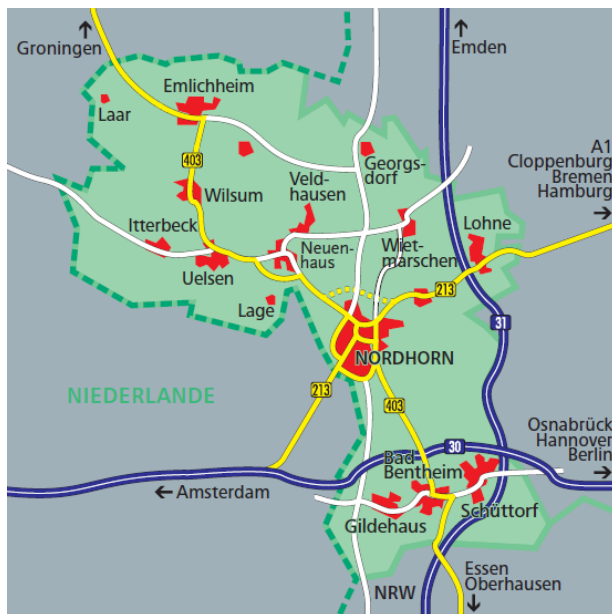 Groningen
Emden
Emlichheim
Laar
A1
Cloppenburg
Bremen
Hamburg
Georgs-
dorf
403
Wilsum
Veld-
hausen
Itterbeck
Neuen-
haus
Wiet-
marschen
Lohne
Uelsen
Lage
213
31
NORDHORN
NIEDERLANDE
213
403
Osnabrück
Hannover
Berlin
30
Bad
Bentheim
Amsterdam
Gildehaus
Schüttorf
NRW
Essen
Oberhausen